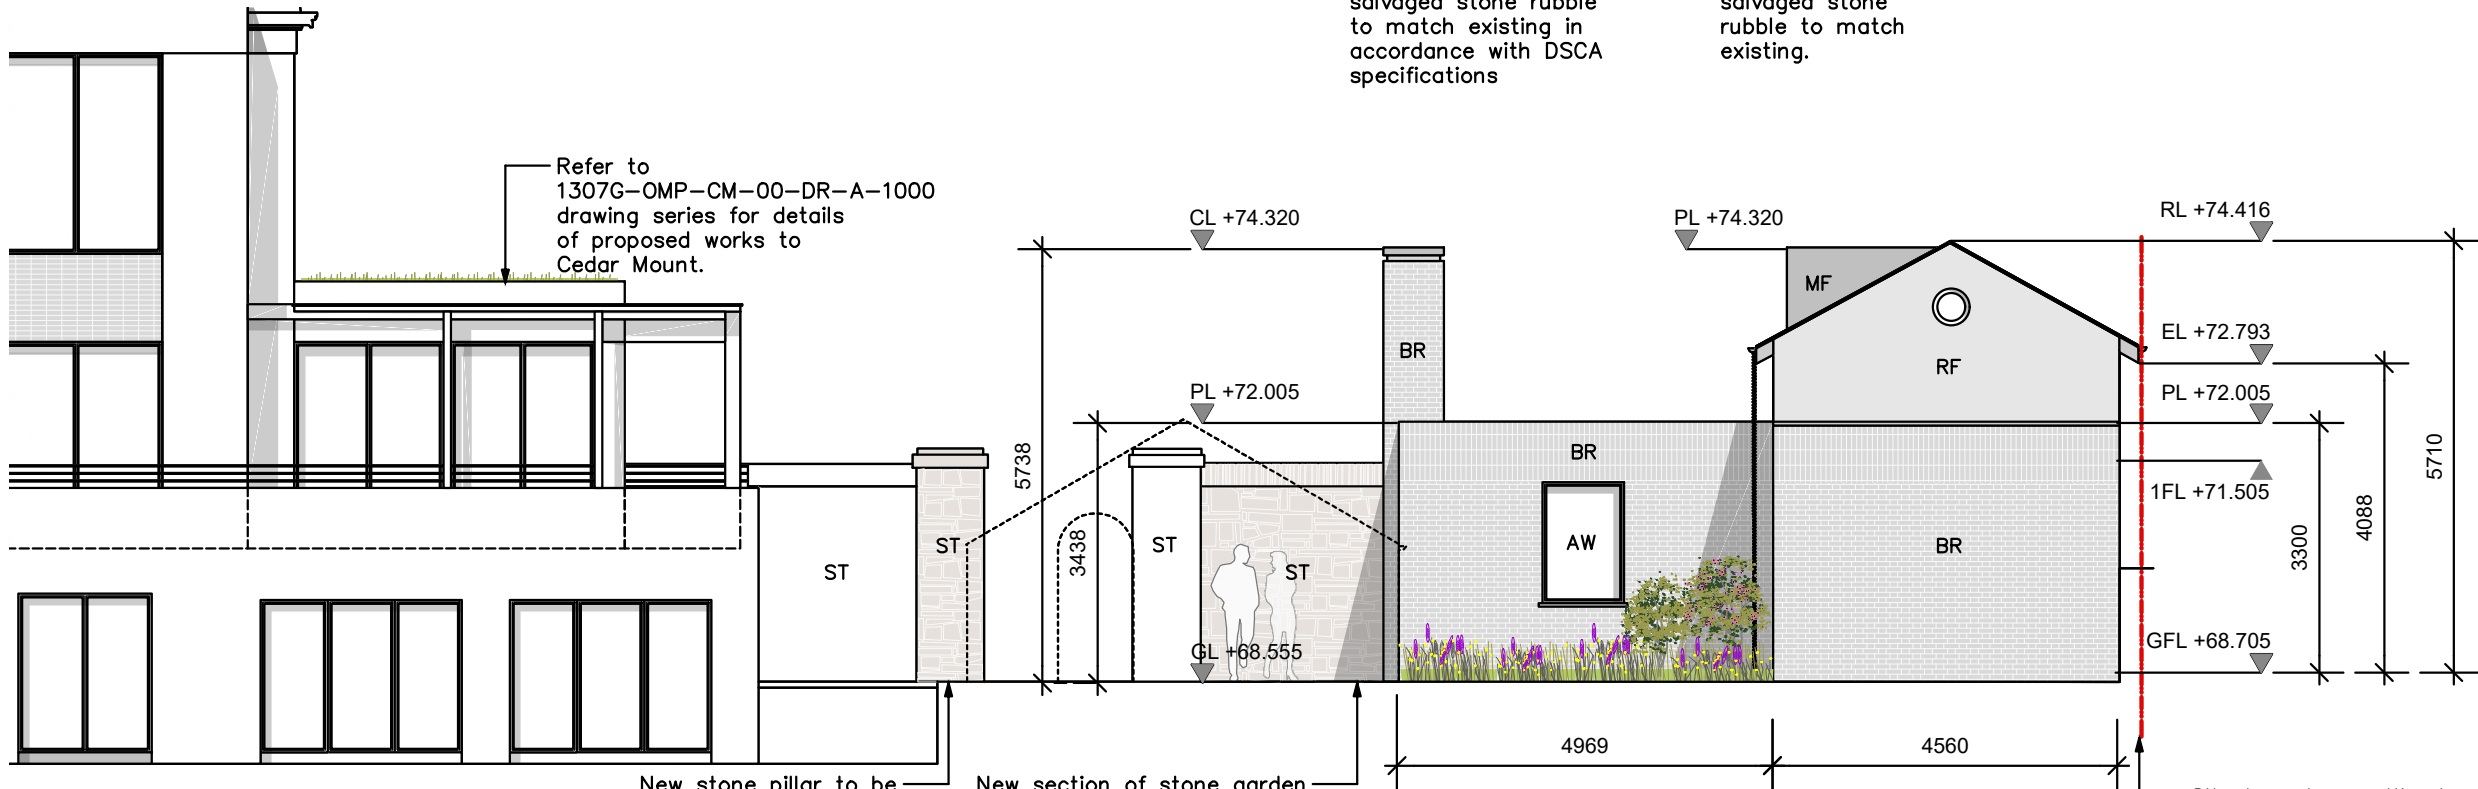 salvaged stone rubble
to match existing in
accordance with DSCA
specifications
salvaged stone
rubble to match
existing.
Refer to
1307G-OMP-CM-00-DR-A-1000
drawing series for details
of proposed works to
Cedar Mount.
CL +74.320
PL +74.320
RL +74.416
MF
EL +72.793
BR
RF
PL +72.005
PL +72.005
5738
BR
5710
1FL +71.505
4088
3300
3438
ST
ST
ST
ST
AW
BR
GL +68.555
GFL +68.705
4969
4560
New stone pillar to be
New section of stone garden